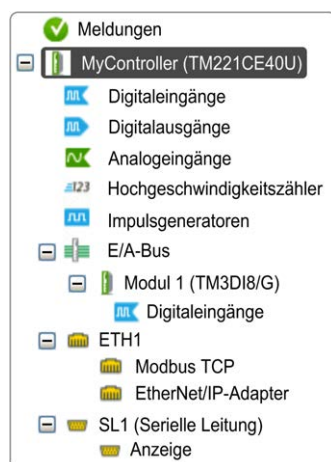 Meldungen
MyController (TM221CE40U)
Digitaleingänge
Digitalausgänge
Analogeingänge
123 Hochgeschwindigkeitszähler
Impulsgeneratoren
E/A-Bus
Modul 1 (TM3DI8/G)
Digitaleingänge
ETH1
Modbus TCP
EtherNet/IP-Adapter
SL1 (Serielle Leitung)
Anzeige